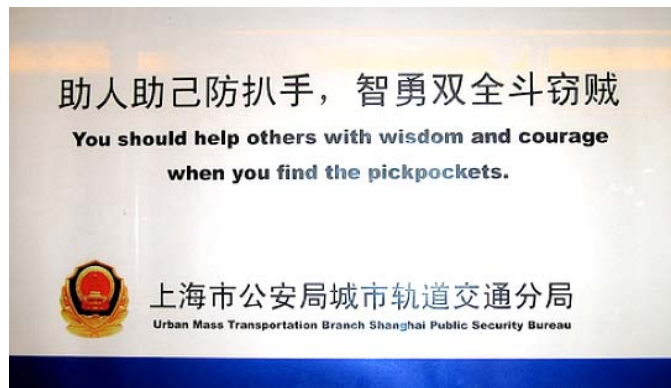 助人助己防扒手，智勇双全斗窃贼
You should help others with wisdom and courage
when you find the pickpockets.
上海市公安局城市轨道交通分局
Urban Mass Transportation Branch Shanghai Public Security Bureau